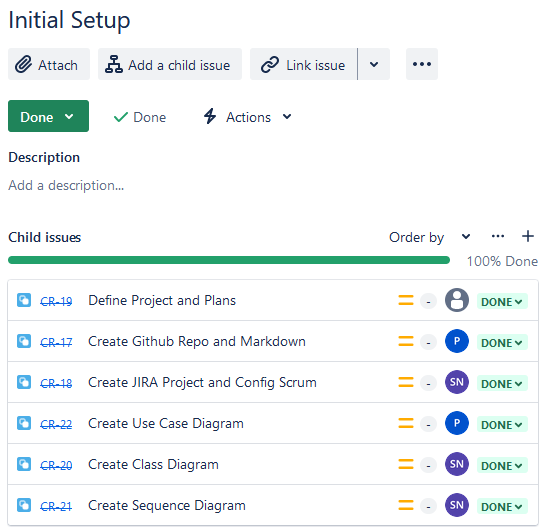 Initial Setup
Attach Add a child issue Link issue
Done Done Actions
Description
Add a description...
Child issues Order by
100% Done
CR-19 Define Project and Plans - DONE
CR-17 Create Github Repo and Markdown - P DONE
CR-18 Create JIRA Project and Config Scrum - SN DONE
CR-22 Create Use Case Diagram - P DONE
CR-20 Create Class Diagram - SN DONE
CR-21 Create Sequence Diagram - SN DONE